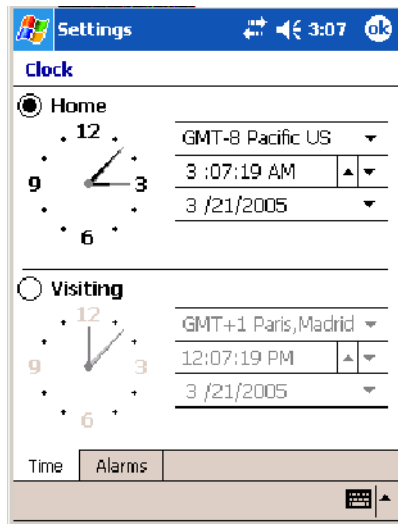 Settings 3:07 ok
Clock
Home
12
9 3
6
GMT-8 Pacific US
3 :07:19 AM
3 /21/2005
Visiting
12
9 3
6
GMT+1 Paris,Madrid
12:07:19 PM
3 /21/2005
Time Alarms